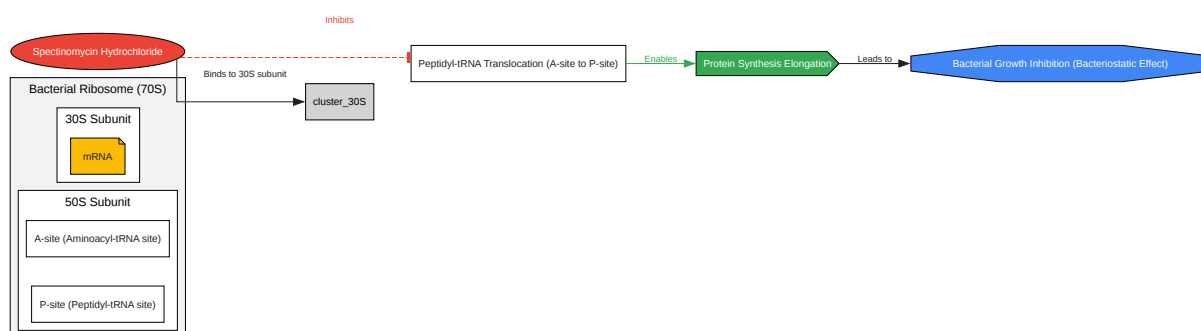 Inhibits
Spectinomycin Hydrochloride
Peptidyl-tRNA Translocation (A-site to P-site)
Enables
Protein Synthesis Elongation
Leads to
Bacterial Growth Inhibition (Bacteriostatic Effect)
Binds to 30S subunit
cluster_30S
Bacterial Ribosome (70S)
30S Subunit
mRNA
50S Subunit
A-site (Aminoacyl-tRNA site)
P-site (Peptidyl-tRNA site)